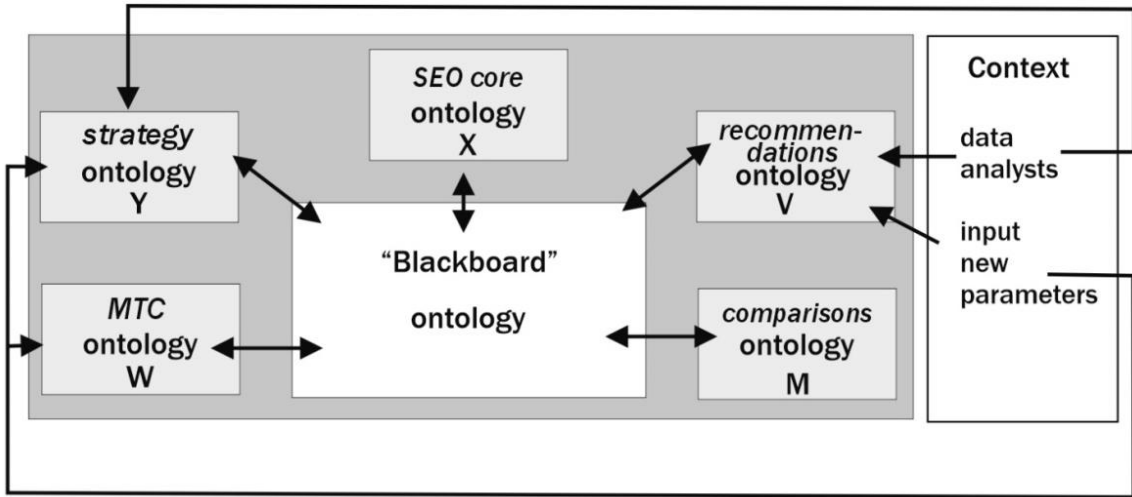 SEO core
ontology
X
strategy
ontology
Y
recommen-
dations
ontology
V
"Blackboard"
ontology
MTC
ontology
W
comparisons
ontology
M
Context
data
analysts
input
new
parameters